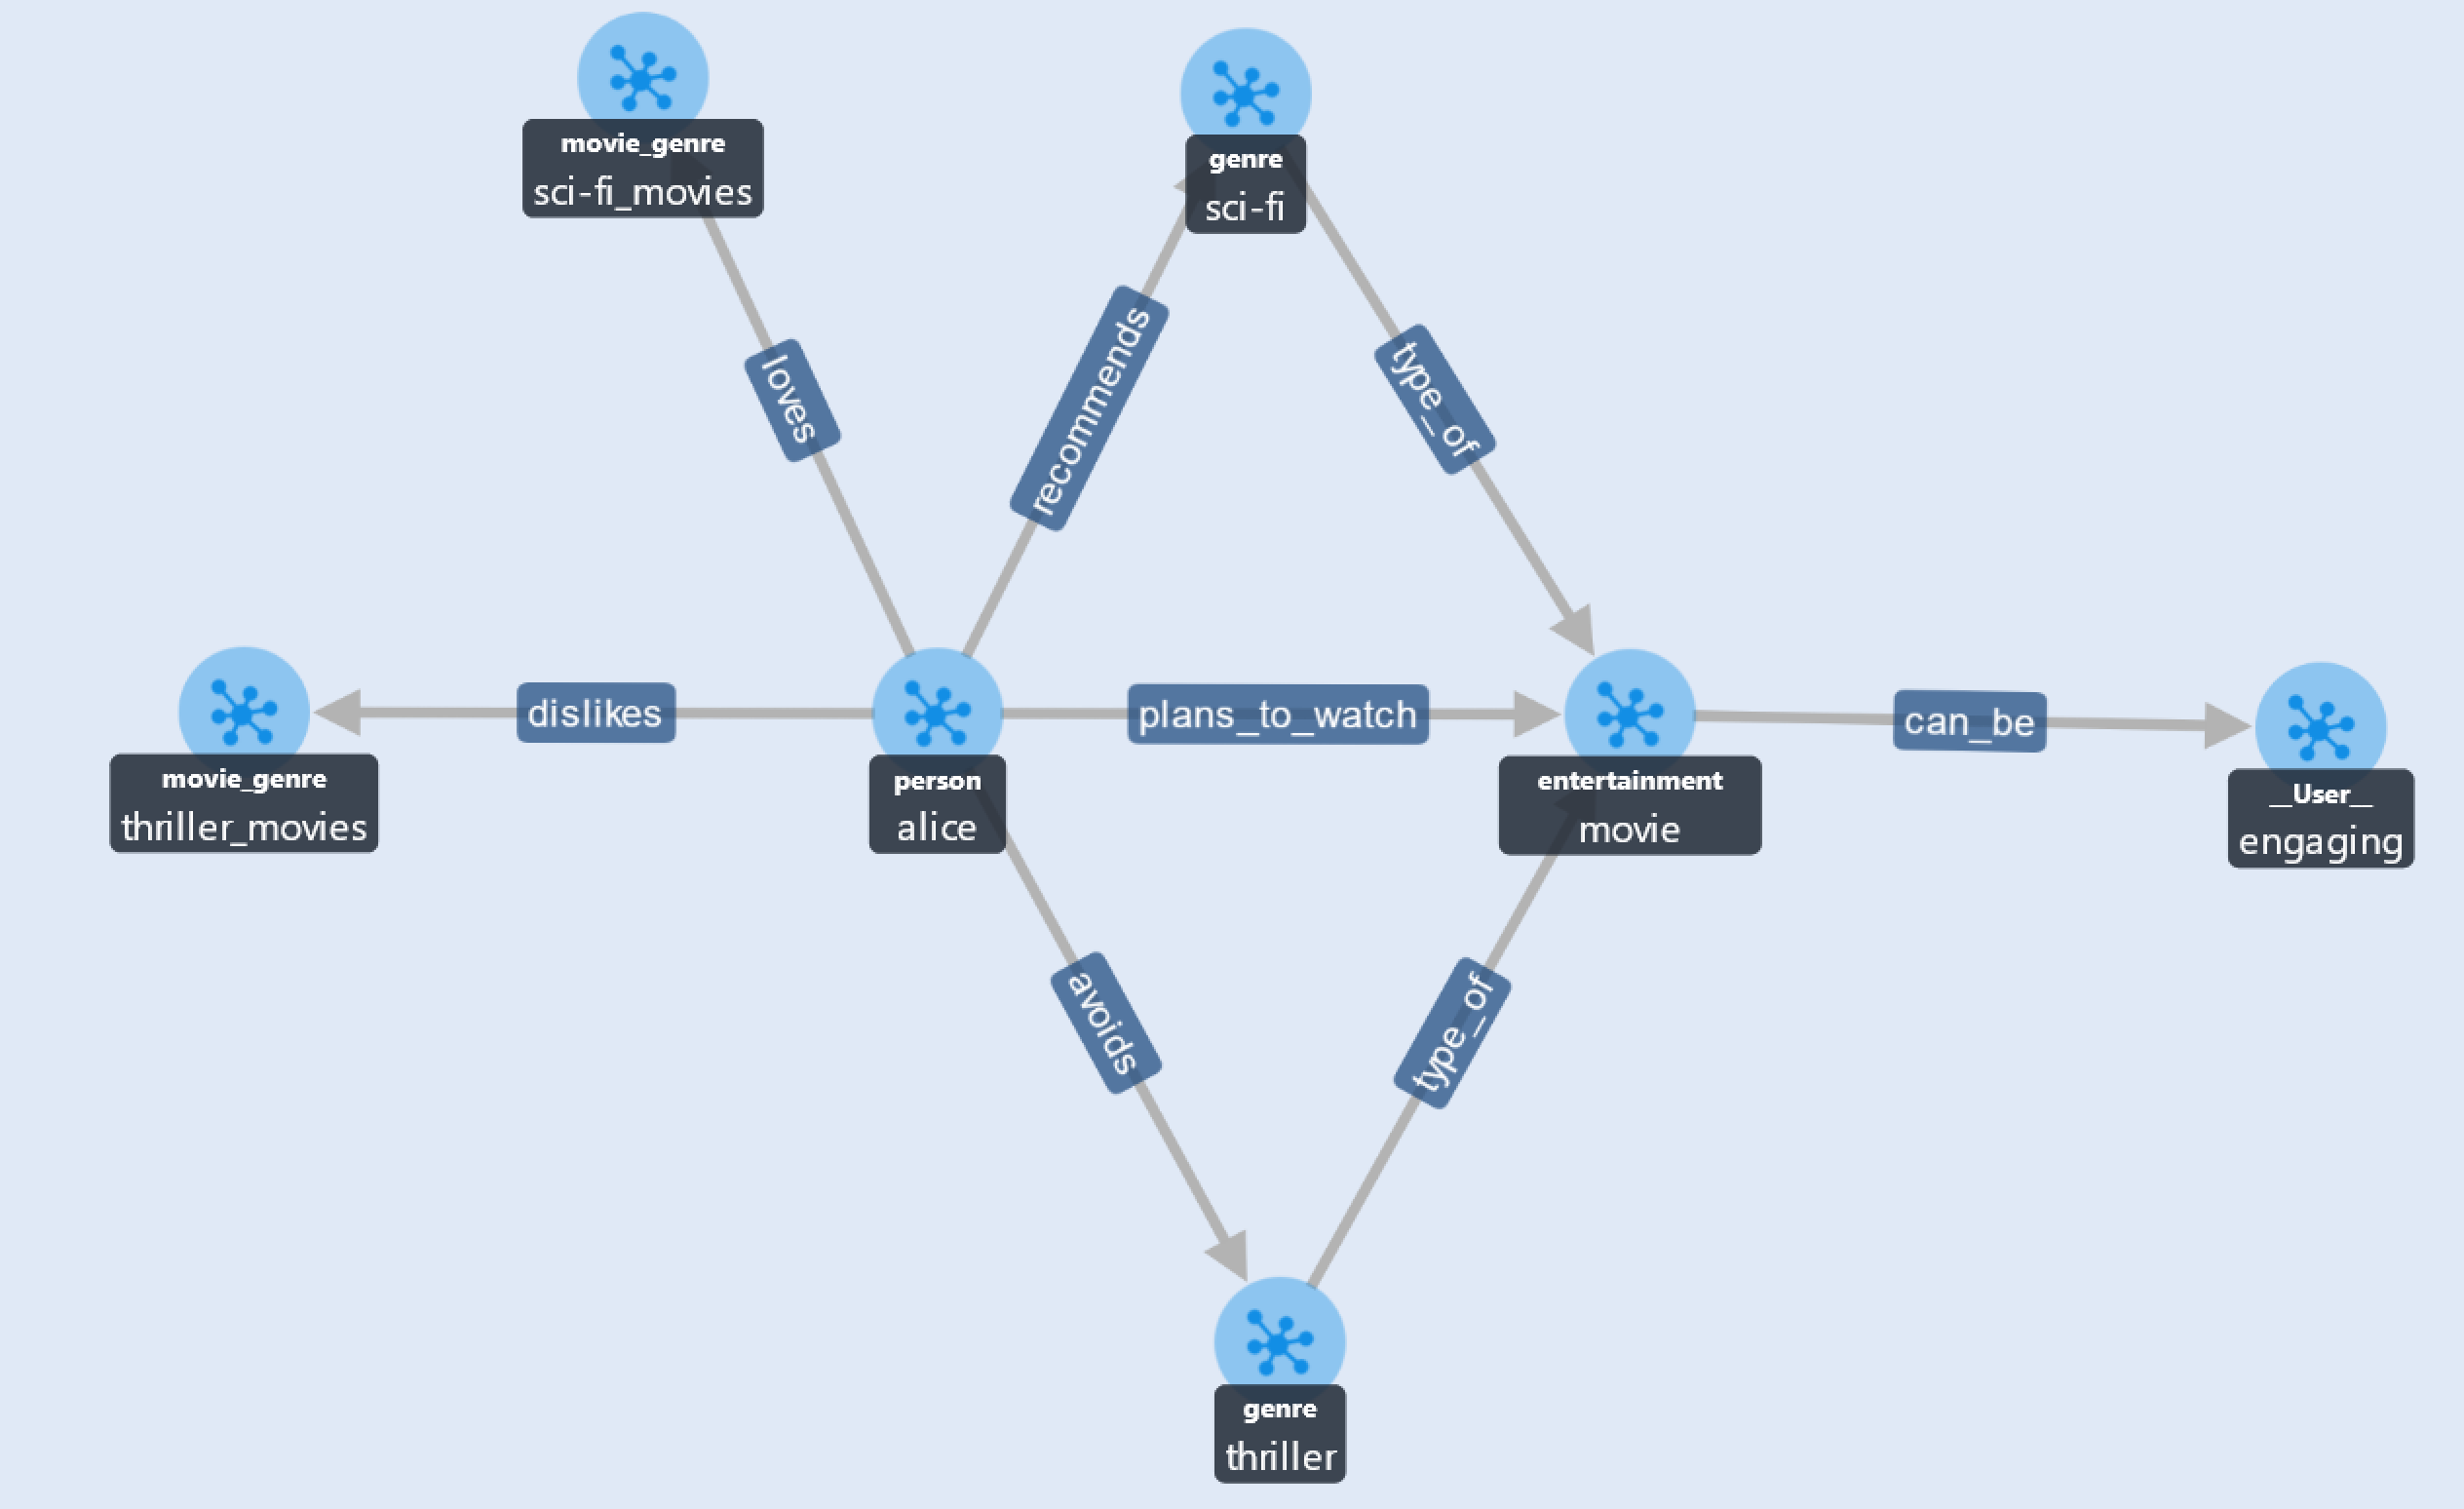 movie_genre
sci-fi_movies
genre
sci-fi
loves
recommends
type_of
movie_genre
thriller_movies
dislikes
person
alice
plans_to_watch
entertainment
movie
can_be
__User__
engaging
avoids
type_of
genre
thriller